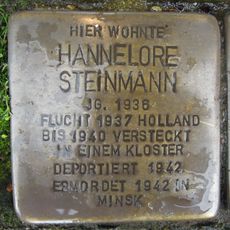 HIER WOHNTE
HANNELORE
STEINMANN
JG. 1936
FLUCHT 1937 HOLLAND
BIS 1940 VERSTECKT
IN EINEM KLOSTER
DEPORTIERT 1942
ERMORDET 1942 IN
MINSK